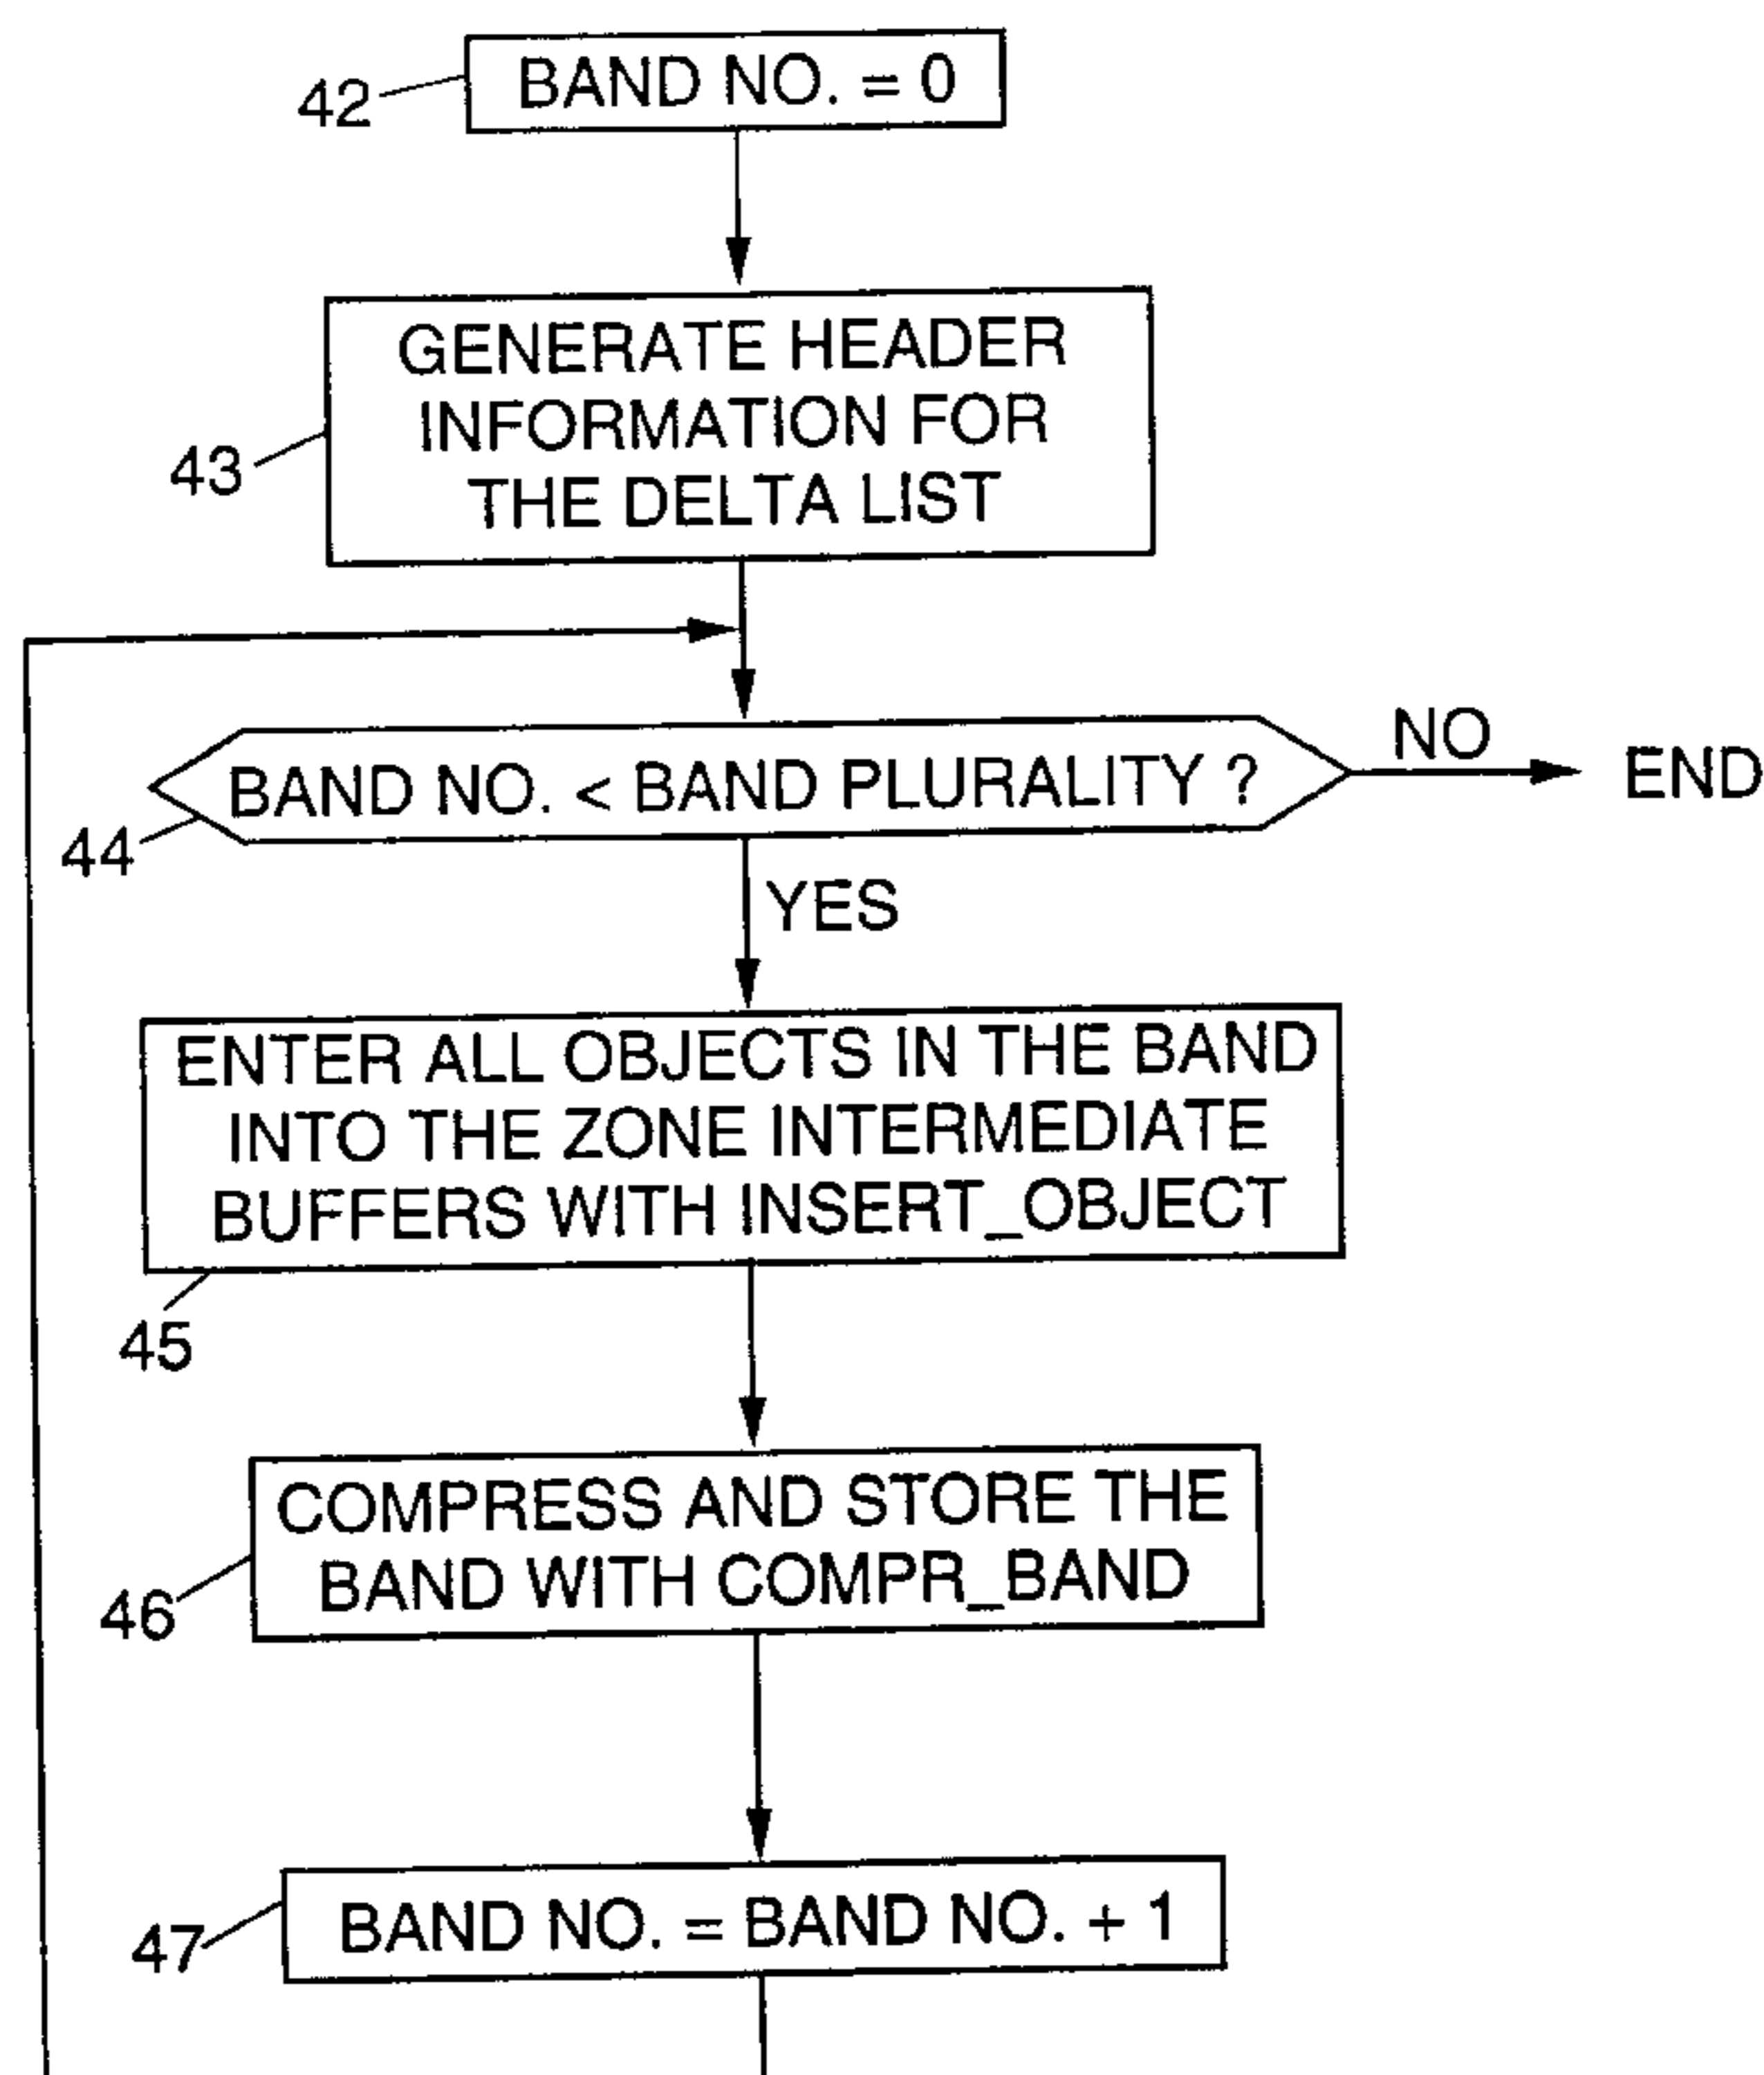 42
BAND NO. = 0
43
GENERATE HEADER
INFORMATION FOR
THE DELTA LIST
44
BAND NO. < BAND PLURALITY ?
NO
END
YES
45
ENTER ALL OBJECTS IN THE BAND
INTO THE ZONE INTERMEDIATE
BUFFERS WITH INSERT_OBJECT
46
COMPRESS AND STORE THE
BAND WITH COMPR_BAND
47
BAND NO. = BAND NO. + 1